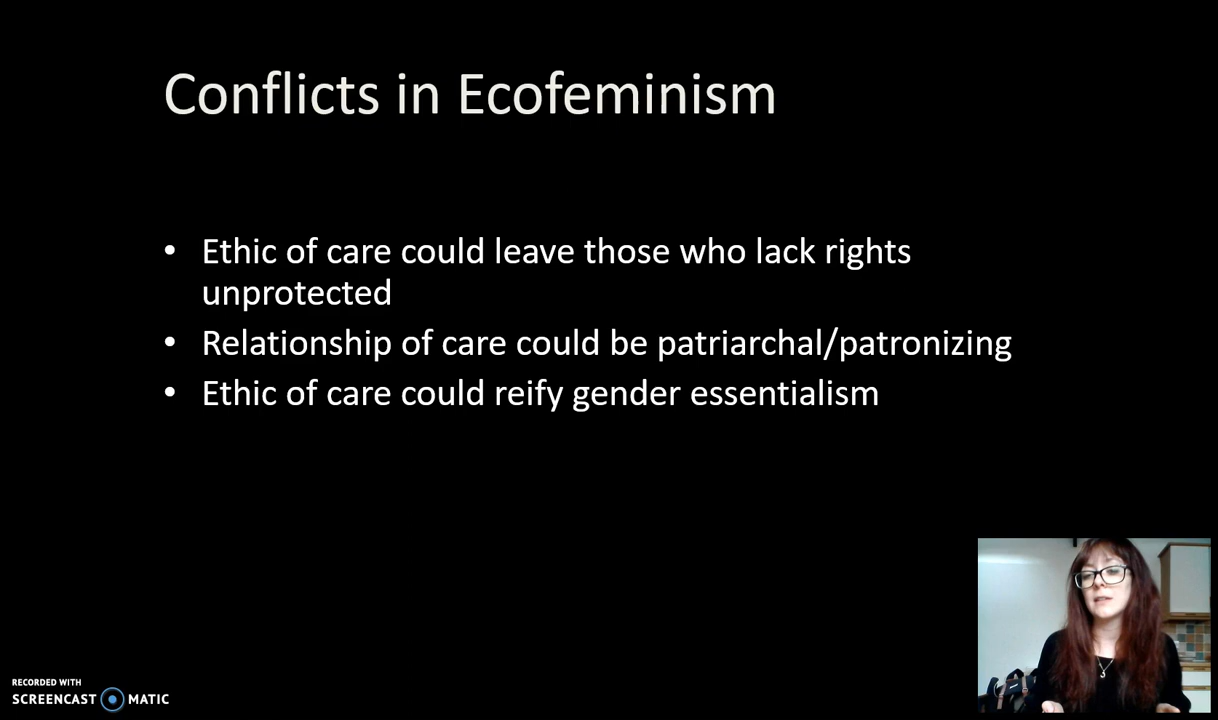 Conflicts in Ecofeminism
• Ethic of care could leave those who lack rights
unprotected
• Relationship of care could be patriarchal/patronizing
• Ethic of care could reify gender essentialism
RECORDED WITH
SCREENCAST MATIC